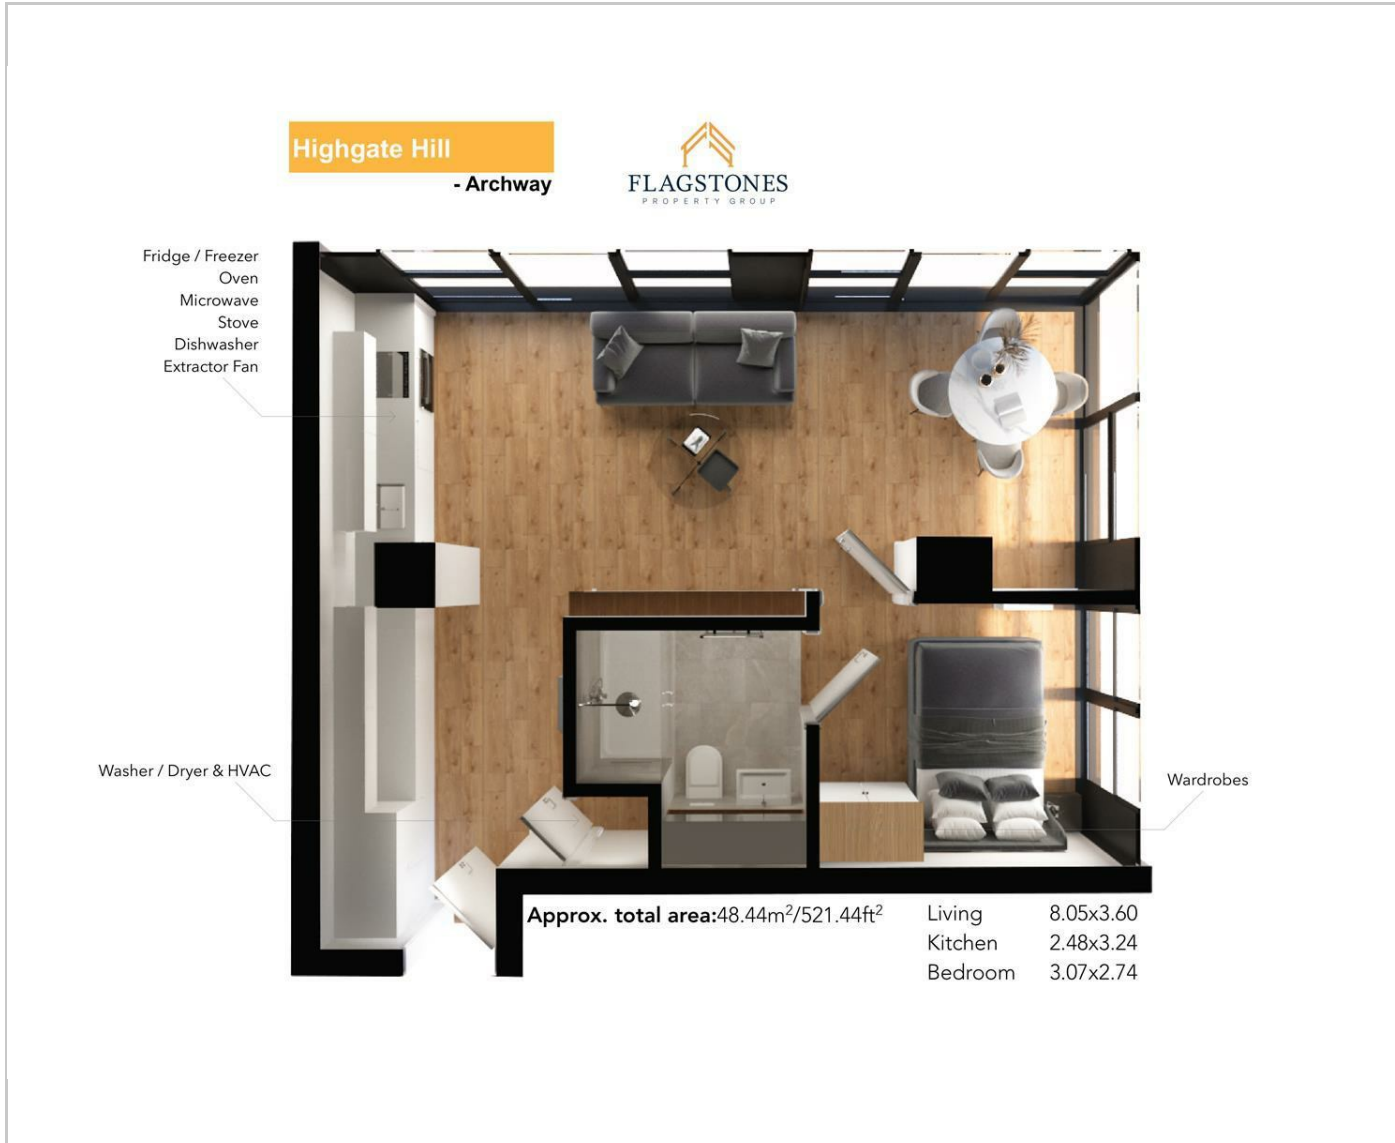 Highgate Hill
- Archway
FLAGSTONES
PROPERTY GROUP
Fridge / Freezer
Oven
Microwave
Stove
Dishwasher
Extractor Fan
Washer / Dryer & HVAC
Wardrobes
Approx. total area:48.44m²/521.44ft²
Living 8.05x3.60
Kitchen 2.48x3.24
Bedroom 3.07x2.74